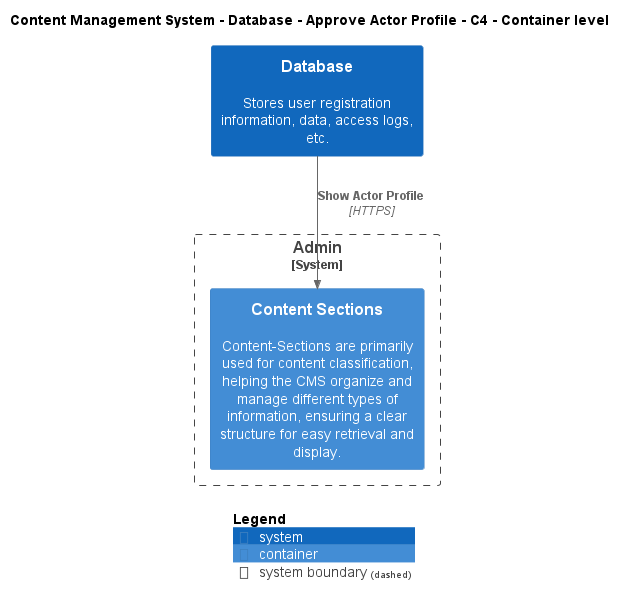 Content Management System - Database - Approve Actor Profile - C4 - Container level
Database
Stores user registration
information, data, access logs,
etc.
Show Actor Profile
[HTTPS]
Admin
[System]
Content Sections
Content-Sections are primarily
used for content classification,
helping the CMS organize and
manage different types of
information, ensuring a clear
structure for easy retrieval and
display.
Legend
system
container
system boundary (dashed)